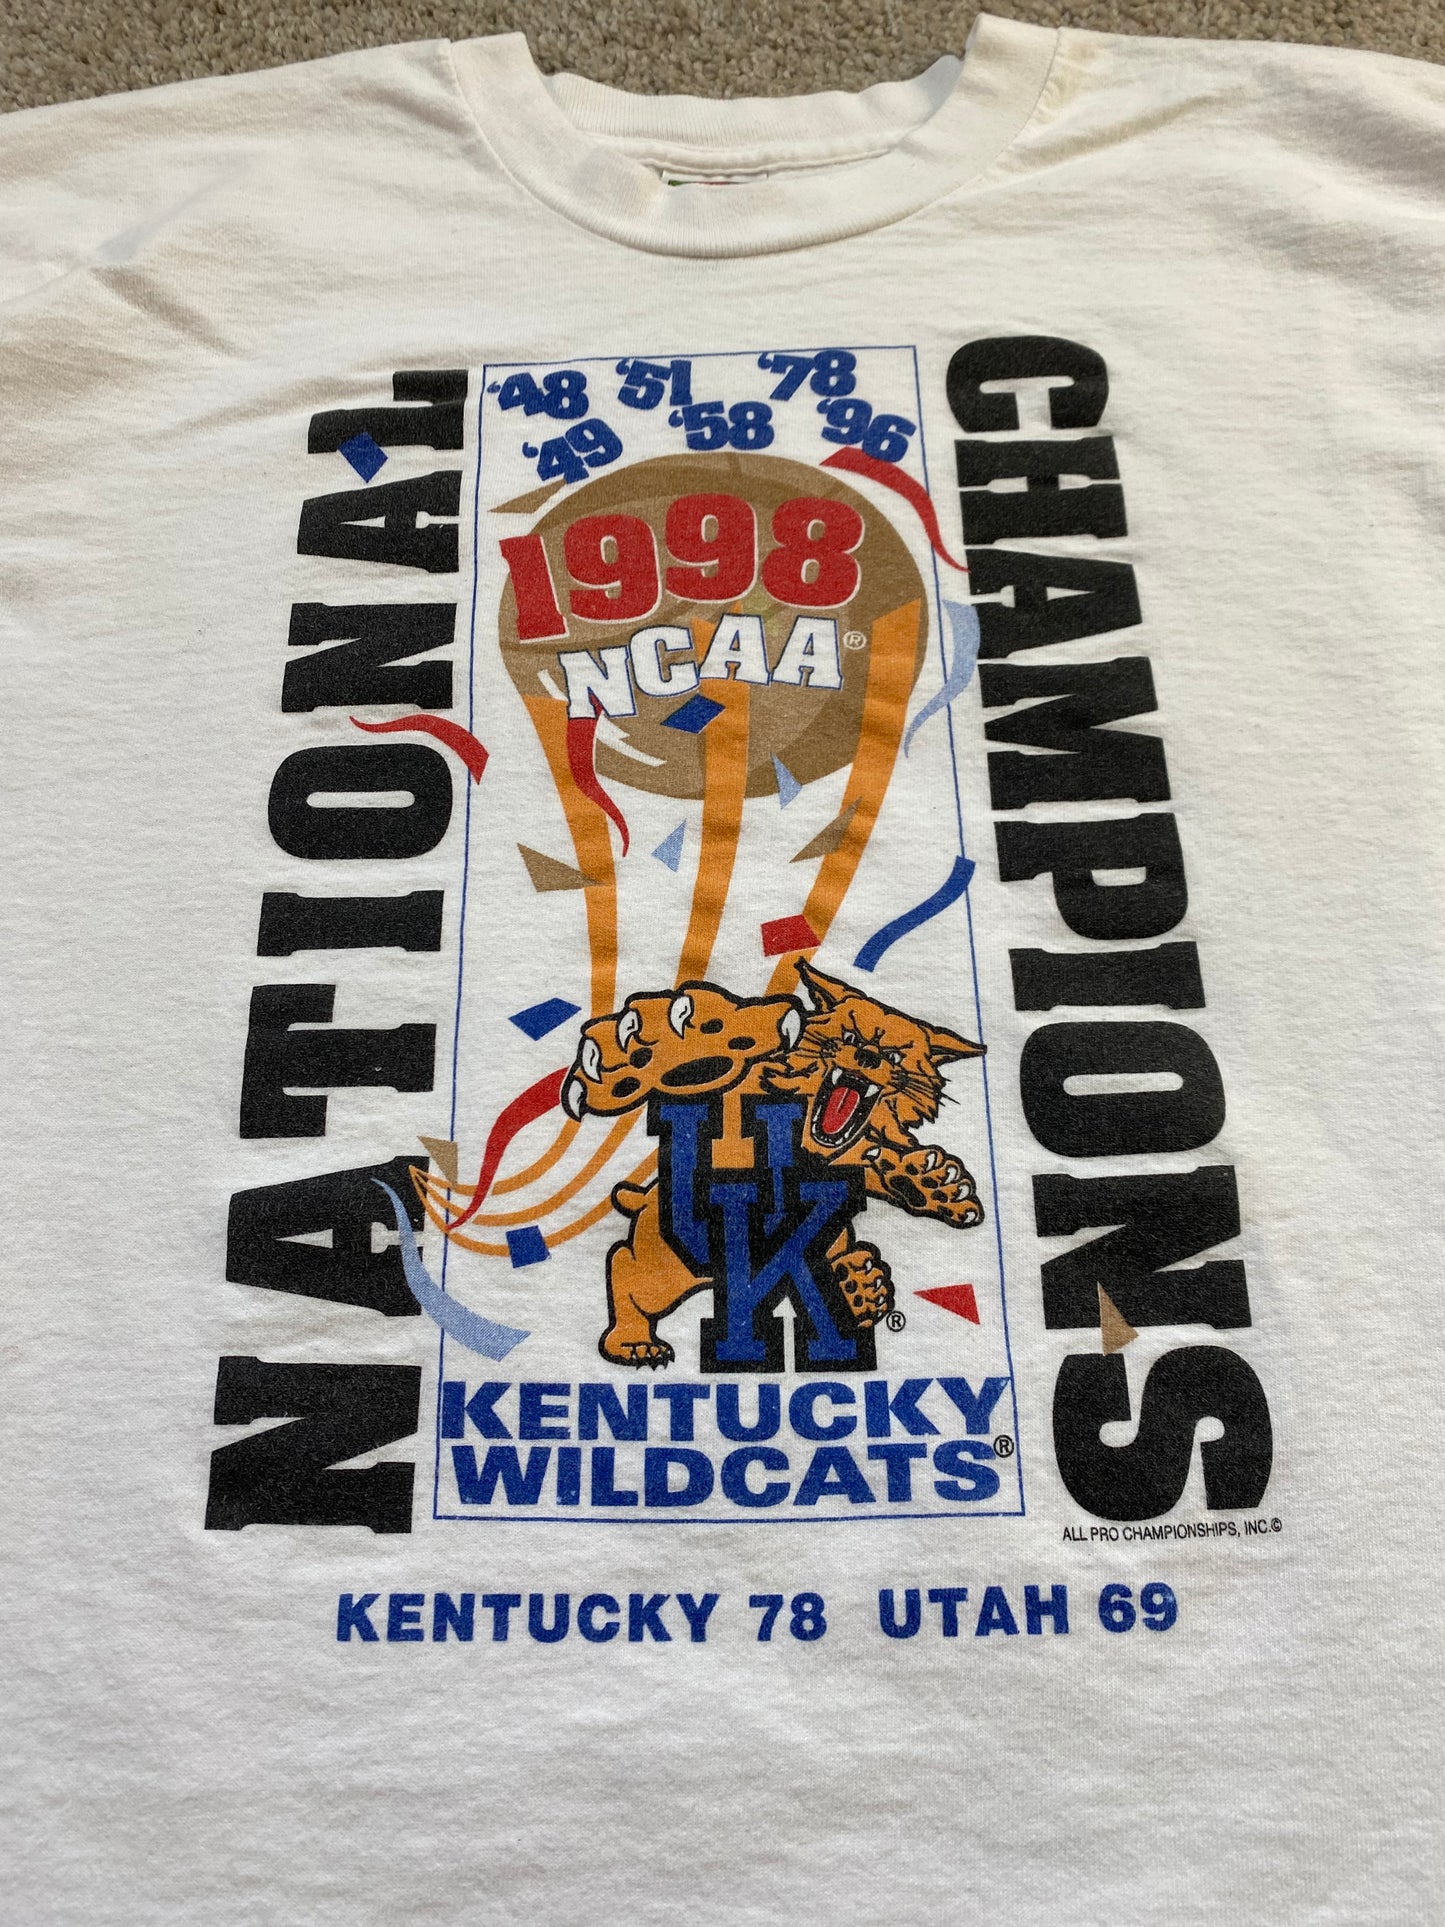 NATIONAL
CHAMPIONS
‘48 ‘51 ‘78
‘49 ‘58 ‘96
1998
NCAA®
UK®
KENTUCKY
WILDCATS®
ALL PRO CHAMPIONSHIPS, INC.©
KENTUCKY 78 UTAH 69